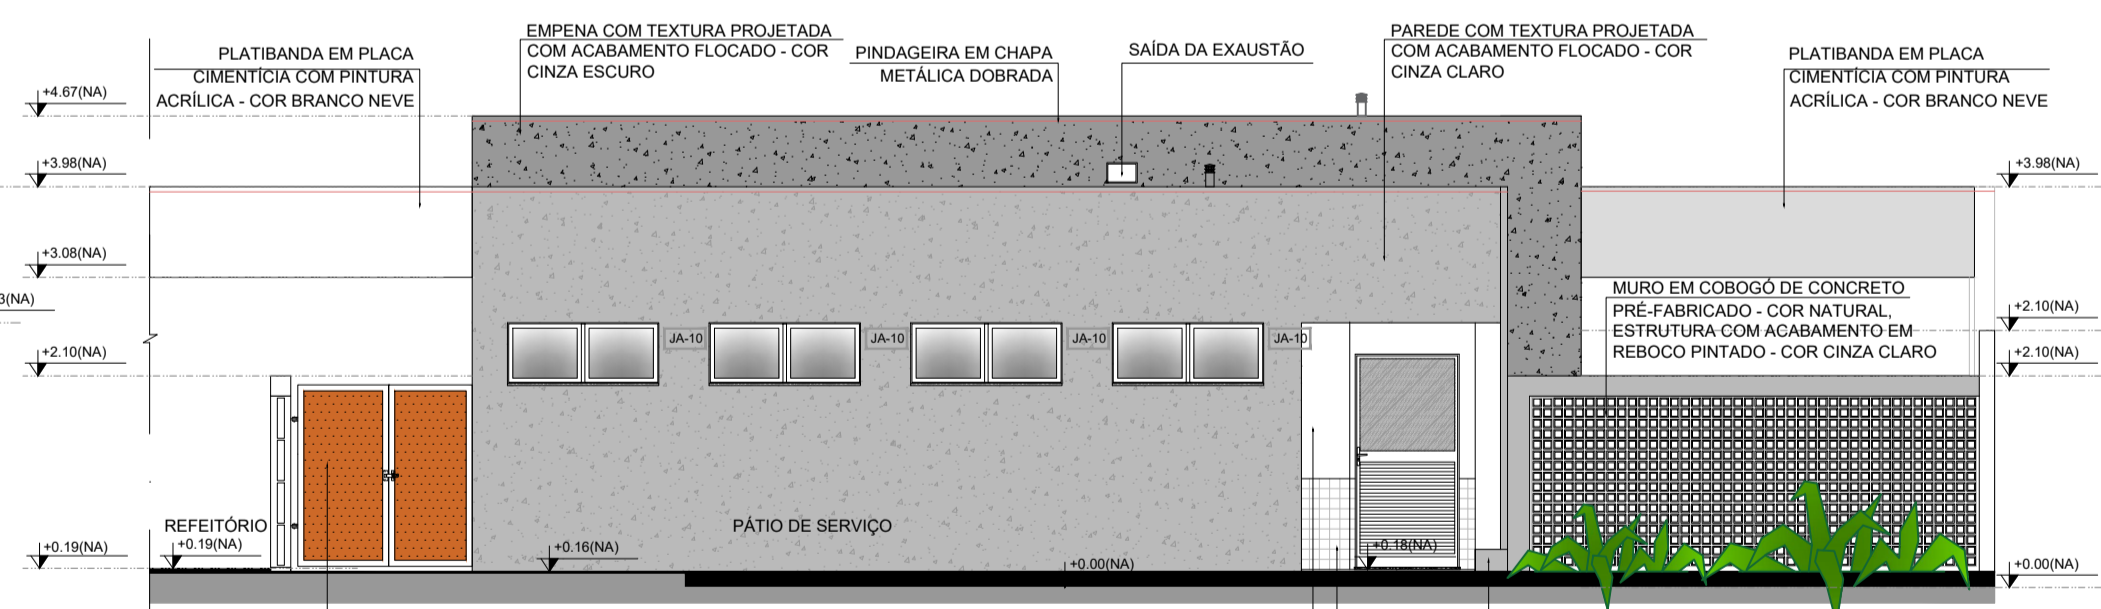 PLATIBANDA EM PLACA
CIMENTÍCIA COM PINTURA
ACRÍLICA - COR BRANCO NEVE
EMPENA COM TEXTURA PROJETADA
COM ACABAMENTO FLOCADO - COR
CINZA ESCURO
PINDAGEIRA EM CHAPA
METÁLICA DOBRADA
SAÍDA DA EXAUSTÃO
PAREDE COM TEXTURA PROJETADA
COM ACABAMENTO FLOCADO - COR
CINZA CLARO
PLATIBANDA EM PLACA
CIMENTÍCIA COM PINTURA
ACRÍLICA - COR BRANCO NEVE
+4.67(NA)
+3.98(NA)
+3.98(NA)
+3.08(NA)
3(NA)
MURO EM COBOGÓ DE CONCRETO
PRÉ-FABRICADO - COR NATURAL,
ESTRUTURA COM ACABAMENTO EM
REBOCO PINTADO - COR CINZA CLARO
+2.10(NA)
+2.10(NA)
+2.10(NA)
JA-10
JA-10
JA-10
JA-10
REFEITÓRIO
PÁTIO DE SERVIÇO
+0.19(NA)
+0.19(NA)
+0.16(NA)
+0.00(NA)
+0.18(NA)
+0.00(NA)